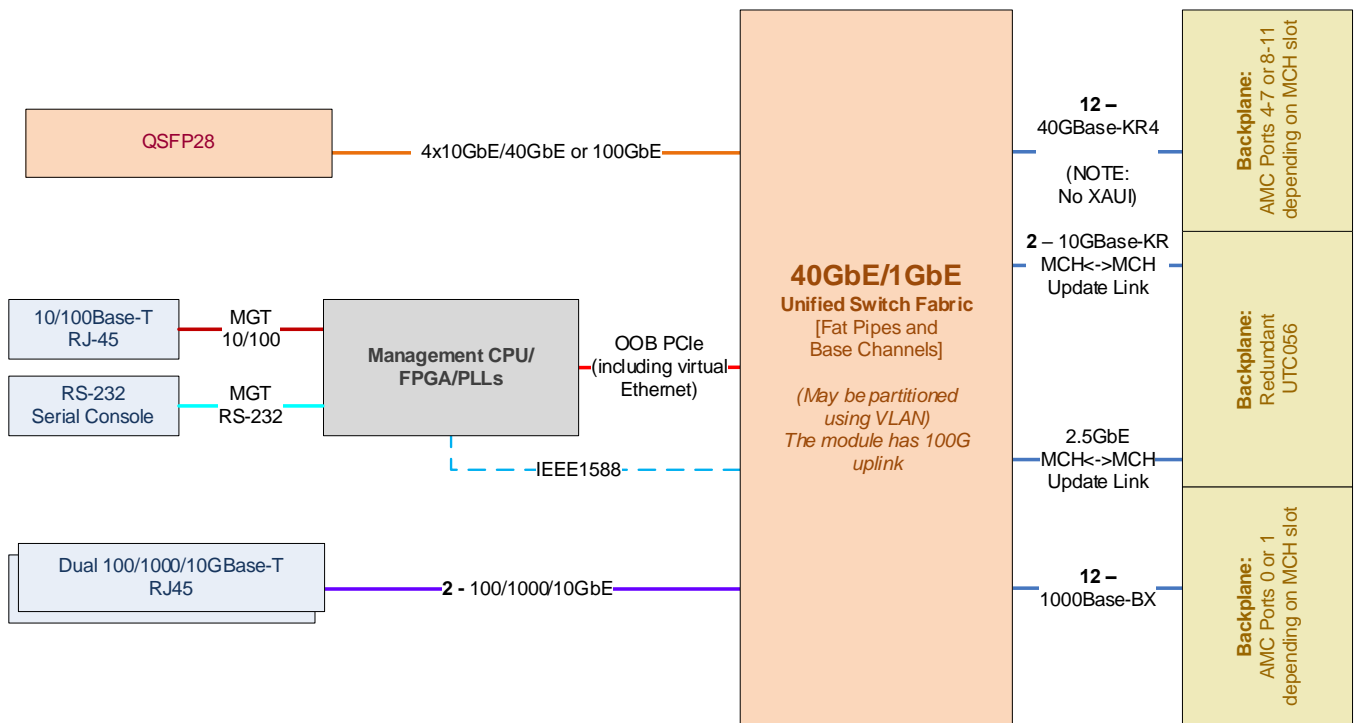 QSFP28
4x10GbE/40GbE or 100GbE
10/100Base-T
RJ-45
MGT
10/100
RS-232
Serial Console
MGT
RS-232
Management CPU/
FPGA/PLLs
OOB PCIe
(including virtual
Ethernet)
IEEE1588
Dual 100/1000/10GBase-T
RJ45
2 - 100/1000/10GbE
40GbE/1GbE
Unified Switch Fabric
[Fat Pipes and
Base Channels]
(May be partitioned
using VLAN)
The module has 100G
uplink
12 –
40GBase-KR4
(NOTE:
No XAUI)
2 – 10GBase-KR
MCH<->MCH
Update Link
2.5GbE
MCH<->MCH
Update Link
12 –
1000Base-BX
Backplane:
AMC Ports 4-7 or 8-11
depending on MCH slot
Backplane:
Redundant
UTC056
Backplane:
AMC Ports 0 or 1
depending on MCH slot